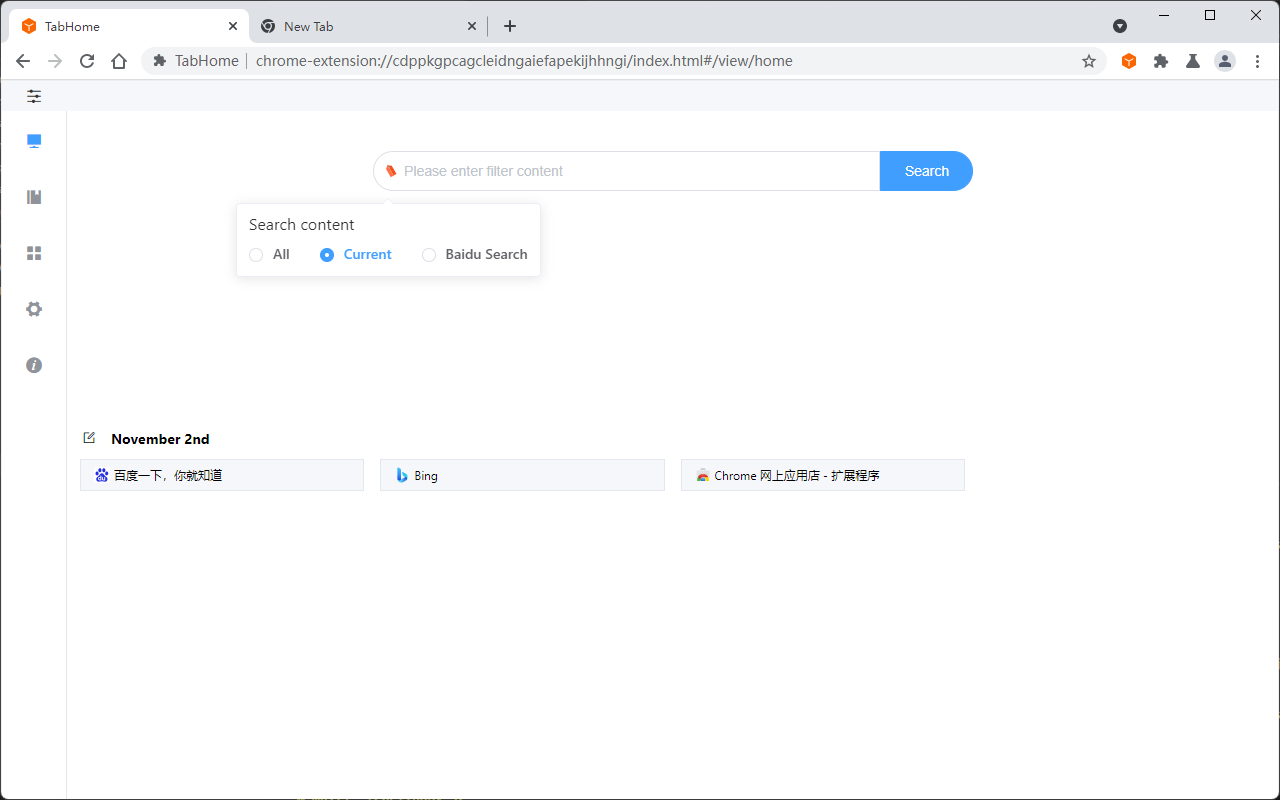 TabHome
New Tab
TabHome | chrome-extension://cdppkgpcagcleidngaiefapekijhhngi/index.html#/view/home
Please enter filter content
Search
Search content
All
Current
Baidu Search
November 2nd
百度一下，你就知道
Bing
Chrome 网上应用店 - 扩展程序